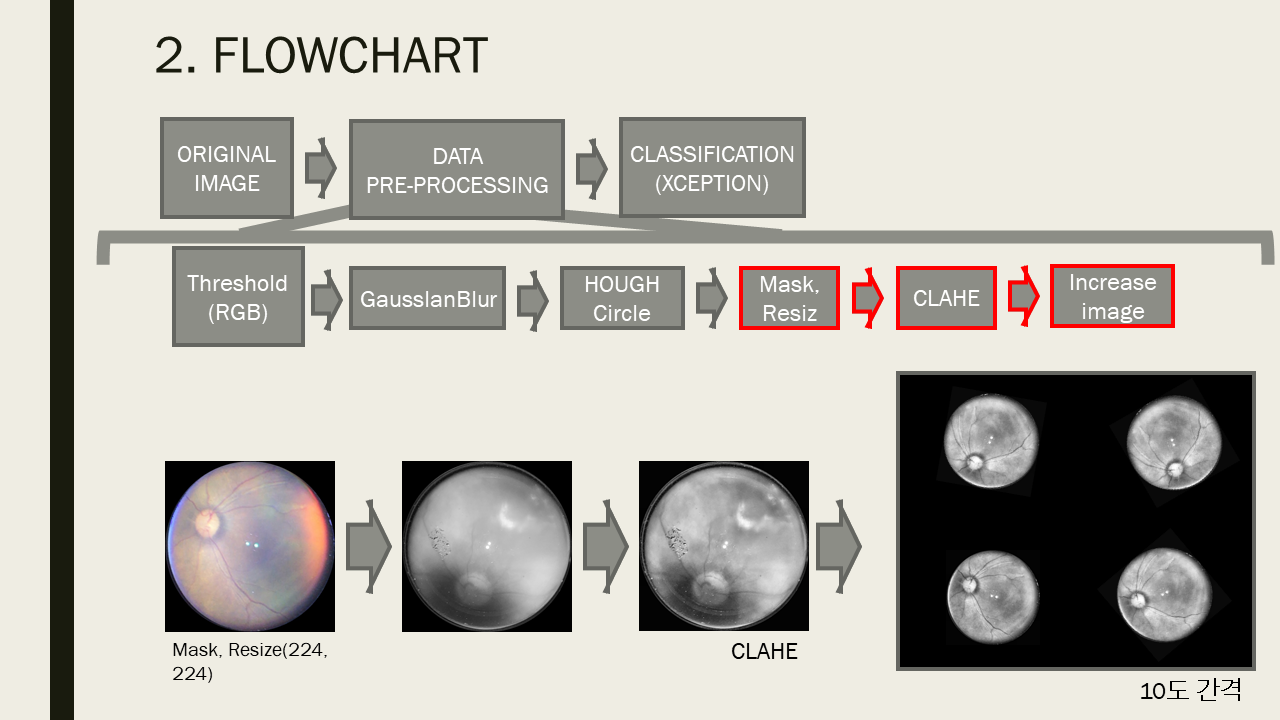 2. FLOWCHART
ORIGINAL
IMAGE
DATA
PRE-PROCESSING
CLASSIFICATION
(XCEPTION)
Threshold
(RGB)
GaussIanBlur
HOUGH
Circle
Mask,
Resiz
CLAHE
Increase
image
Mask, Resize(224,
224)
CLAHE
10도 간격